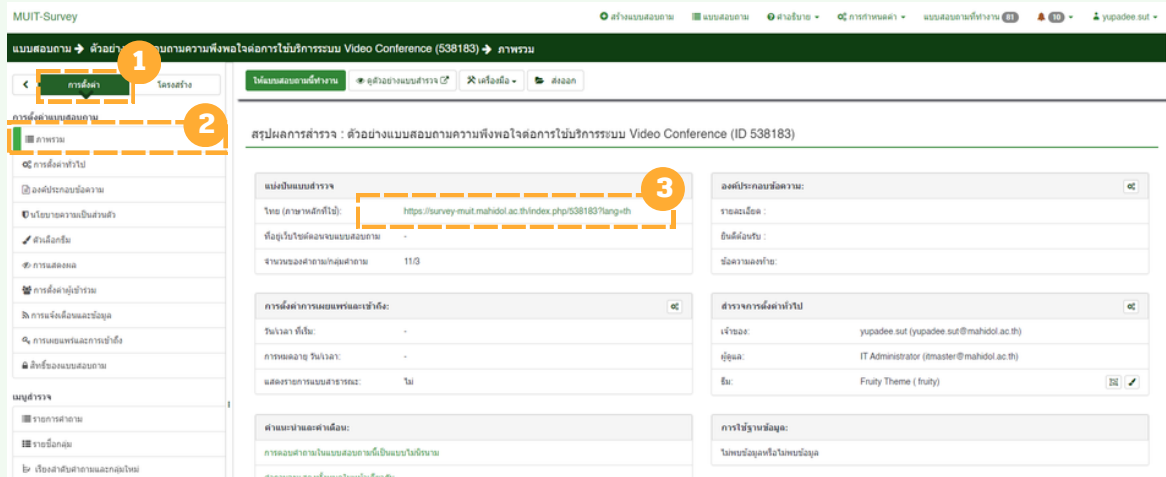 MUIT-Survey
สร้างแบบสอบถาม แบบสอบถาม คำอธิบาย การกำหนดค่า แบบสอบถามที่ทำงาน 81 10 yupadee.sut
แบบสอบถาม ตัวอย่าง บถามความพึงพอใจต่อการใช้บริการระบบ Video Conference (538183) ภาพรวม
1
การตั้งค่า โครงสร้าง
ให้แบบสอบถามนี้ทำงาน ดูตัวอย่างแบบสำรวจ เครื่องมือ ส่งออก
การตั้งค่าแบบสอบถาม
2
ภาพรวม
สรุปผลการสำรวจ : ตัวอย่างแบบสอบถามความพึงพอใจต่อการใช้บริการระบบ Video Conference (ID 538183)
การตั้งค่าทั่วไป
องค์ประกอบข้อความ
นโยบายความเป็นส่วนตัว
ตัวเลือกธีม
การแสดงผล
การตั้งค่าผู้เข้าร่วม
การแจ้งเตือนและข้อมูล
การเผยแพร่และการเข้าถึง
สิทธิ์ของแบบสอบถาม
เมนูสำรวจ
รายการคำถาม
รายชื่อกลุ่ม
เรียงลำดับคำถามและกลุ่มใหม่
แบ่งปันแบบสำรวจ
3
ไทย (ภาษาหลักที่ใช้): https://survey-muit.mahidol.ac.th/index.php/538183?lang=th
ที่อยู่เว็บไซต์ตอนจบแบบสอบถาม -
จำนวนของคำถาม/กลุ่มคำถาม 11/3
องค์ประกอบข้อความ:
รายละเอียด :
ยินดีต้อนรับ :
ข้อความลงท้าย:
การตั้งค่าการเผยแพร่และเข้าถึง:
วัน/เวลา ที่เริ่ม: -
การหมดอายุ วัน/เวลา: -
แสดงรายการแบบสาธารณะ: ไม่
สำรวจการตั้งค่าทั่วไป
เจ้าของ: yupadee.sut (yupadee.sut@mahidol.ac.th)
ผู้ดูแล: IT Administrator (itmaster@mahidol.ac.th)
ธีม: Fruity Theme ( fruity)
คำแนะนำและคำเตือน:
การตอบคำถามในแบบสอบถามนี้เป็นแบบไม่นิรนาม
การใช้ฐานข้อมูล:
ไม่พบข้อมูลหรือไม่พบข้อมูล